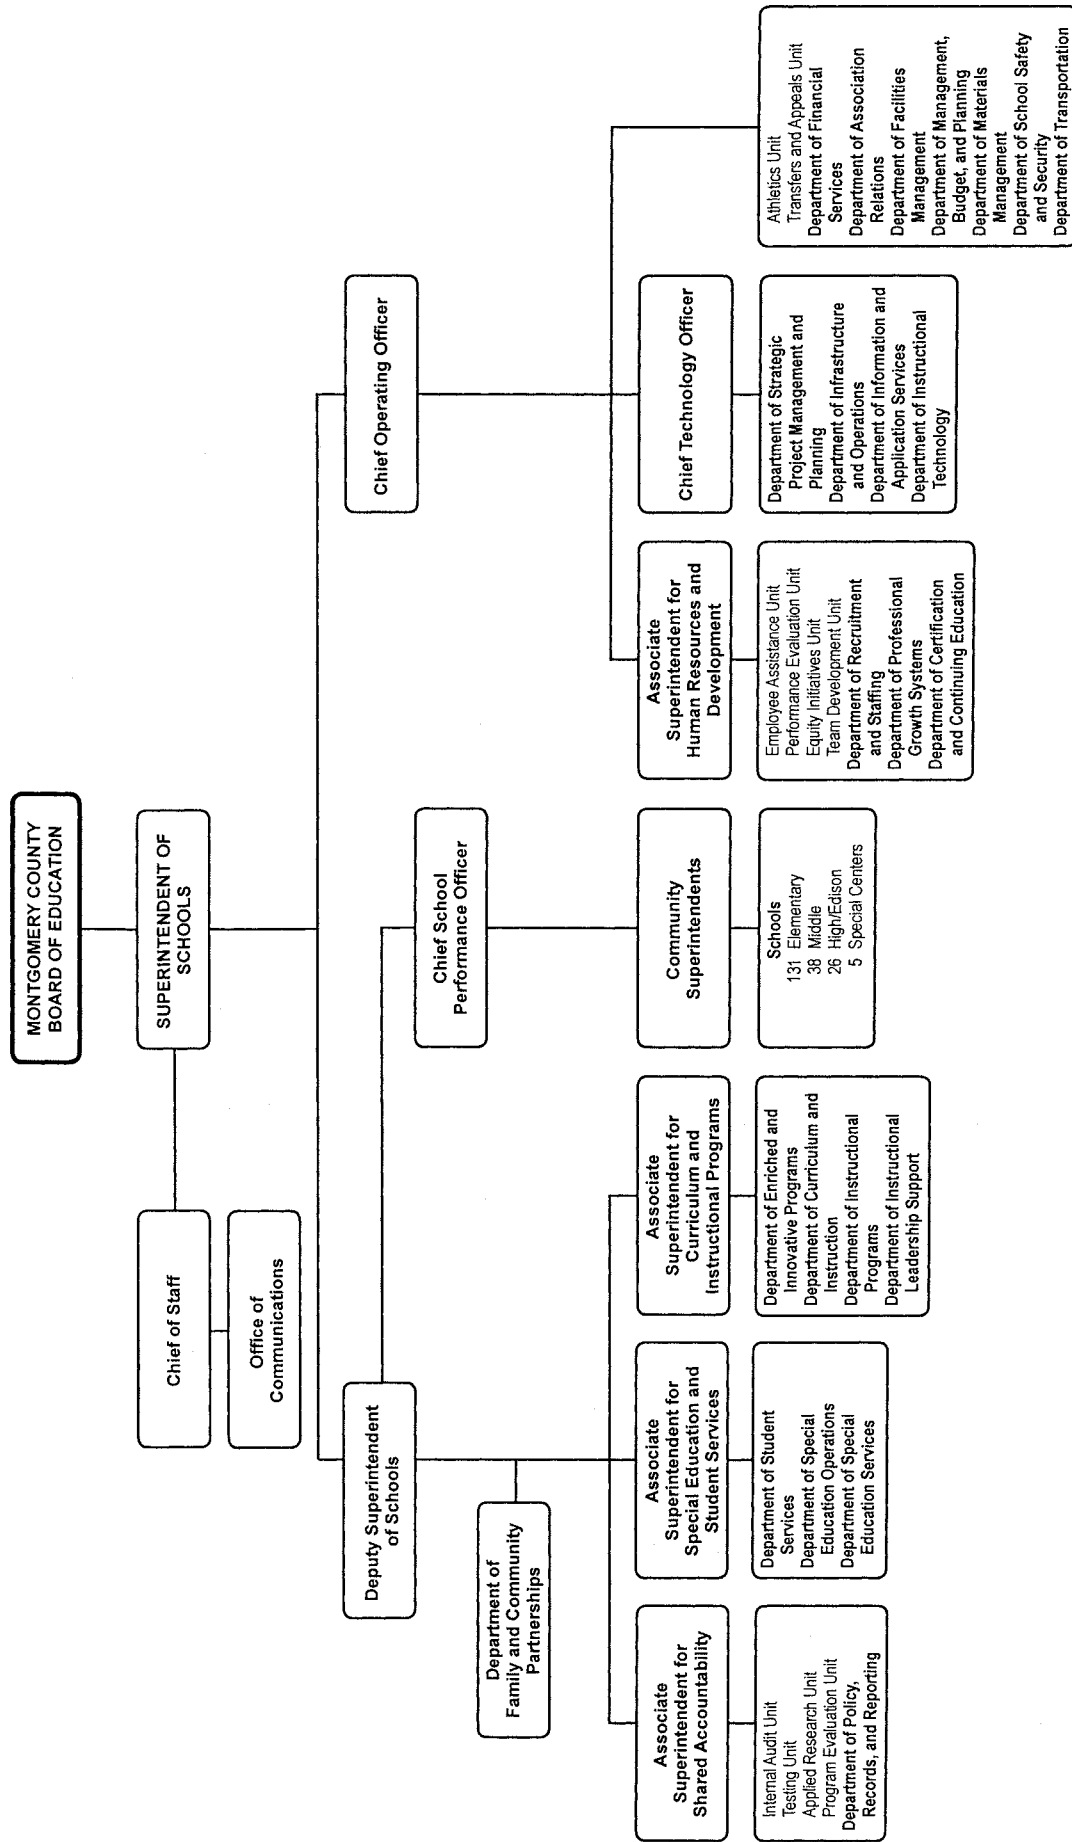 MONTGOMERY COUNTY
BOARD OF EDUCATION
SUPERINTENDENT OF
SCHOOLS
Chief of Staff
Office of
Communications
Deputy Superintendent
of Schools
Chief School
Performance Officer
Chief Operating Officer
Department of
Family and Community
Partnerships
Associate
Superintendent for
Shared Accountability
Associate
Superintendent for
Special Education and
Student Services
Associate
Superintendent for
Curriculum and
Instructional Programs
Community
Superintendents
Associate
Superintendent for
Human Resources and
Development
Chief Technology Officer
Internal Audit Unit
Testing Unit
Applied Research Unit
Program Evaluation Unit
Department of Policy,
Records, and Reporting
Department of Student
Services
Department of Special
Education Operations
Department of Special
Education Services
Department of Enriched and
Innovative Programs
Department of Curriculum and
Instruction
Department of Instructional
Programs
Department of Instructional
Leadership Support
Schools
131 Elementary
38 Middle
26 High/Edison
5 Special Centers
Employee Assistance Unit
Performance Evaluation Unit
Equity Initiatives Unit
Team Development Unit
Department of Recruitment
and Staffing
Department of Professional
Growth Systems
Department of Certification
and Continuing Education
Department of Strategic
Project Management and
Planning
Department of Infrastructure
and Operations
Department of Information and
Application Services
Department of Instructional
Technology
Athletics Unit
Transfers and Appeals Unit
Department of Financial
Services
Department of Association
Relations
Department of Facilities
Management
Department of Management,
Budget, and Planning
Department of Materials
Management
Department of School Safety
and Security
Department of Transportation